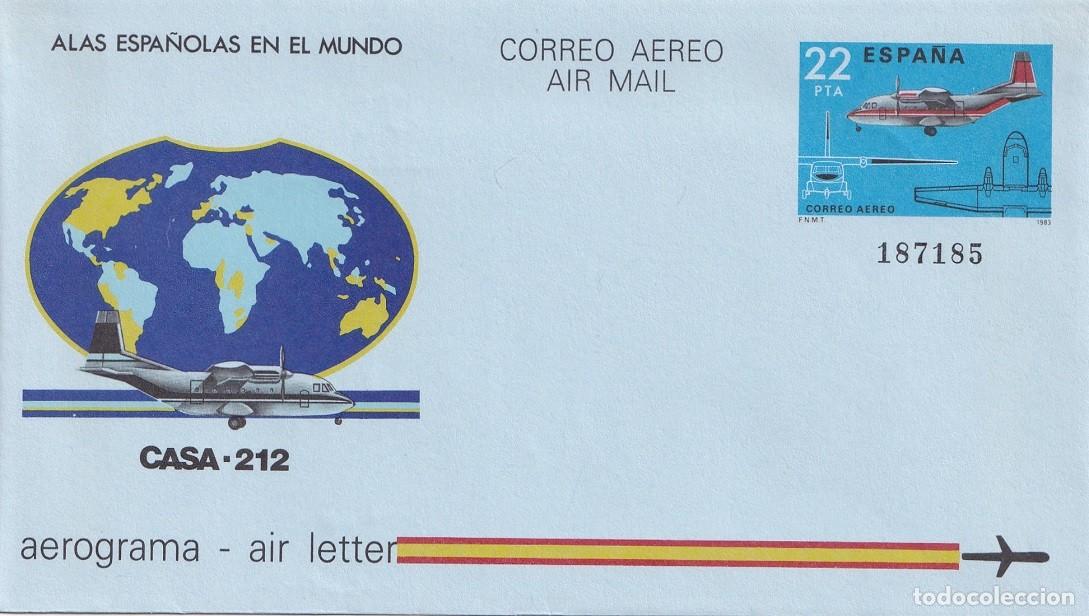 ALAS ESPAÑOLAS EN EL MUNDO
CORREO AEREO
AIR MAIL
22
PTA
ESPAÑA
CORREO AEREO
F.N.M.T.
1983
187185
CASA·212
aerograma - air letter
todocoleccion